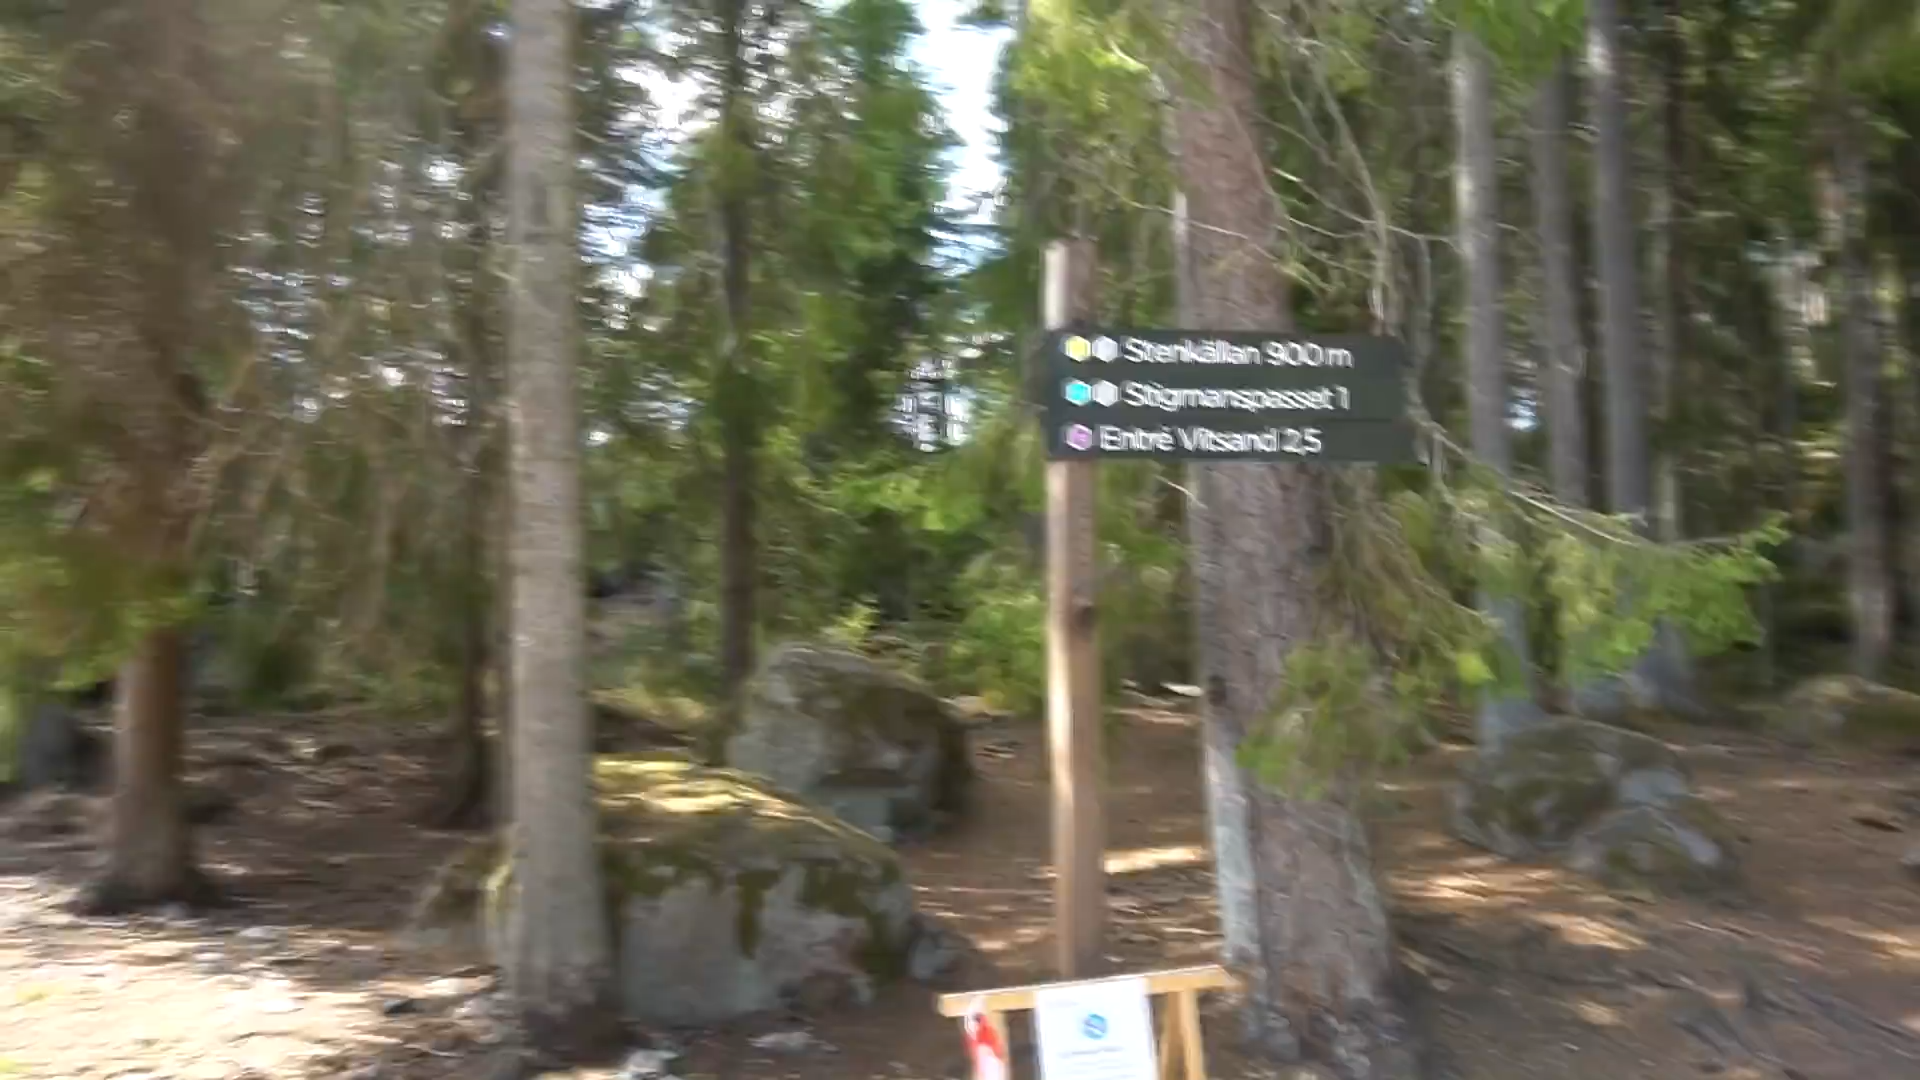 Stenkällan 900 m
Stigmanspasset 1
Entré Vitsand 2,5